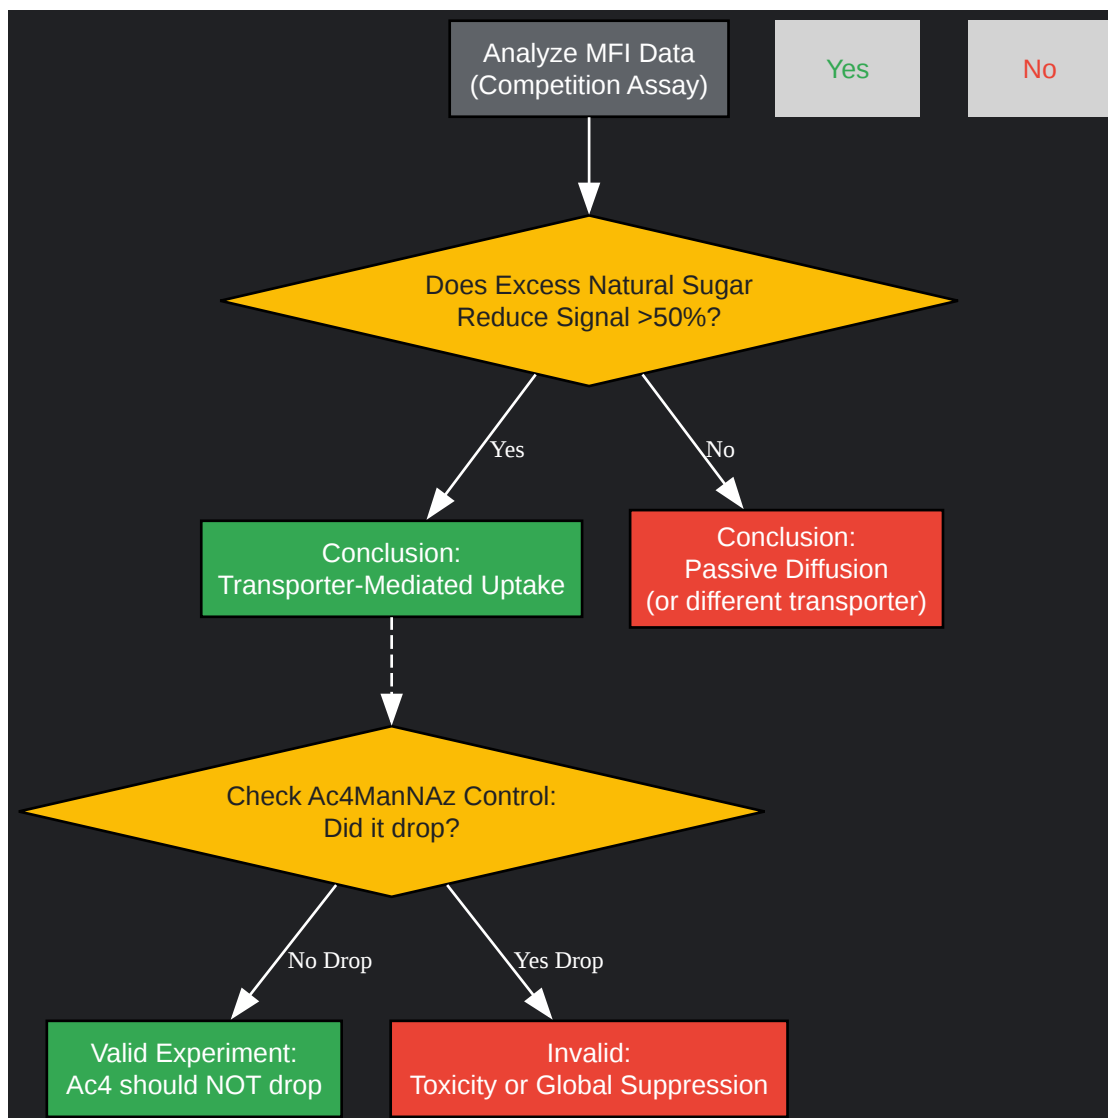 Analyze MFI Data
(Competition Assay)
Yes
No
Does Excess Natural Sugar
Reduce Signal >50%?
Yes
No
Conclusion:
Transporter-Mediated Uptake
Conclusion:
Passive Diffusion
(or different transporter)
Check Ac4ManNAz Control:
Did it drop?
No Drop
Yes Drop
Valid Experiment:
Ac4 should NOT drop
Invalid:
Toxicity or Global Suppression